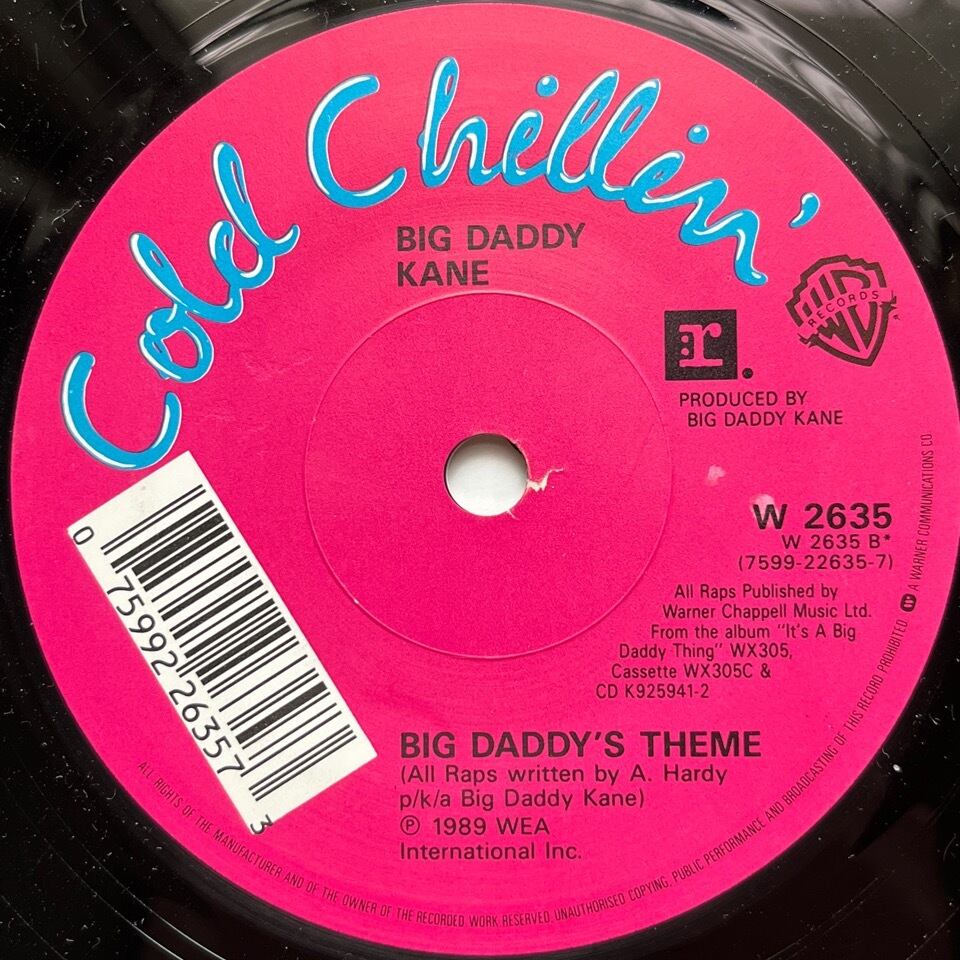 Cold Chillin'
BIG DADDY
KANE
r
RECORDS
PRODUCED BY
BIG DADDY KANE
W 2635
W 2635 B*
(7599-22635-7)
All Raps Published by
Warner Chappell Music Ltd.
From the album "It's A Big
Daddy Thing" WX305,
Cassette WX305C &
CD K925941-2
0 75992 26357 3
BIG DADDY'S THEME
(All Raps written by A. Hardy
p/k/a Big Daddy Kane)
℗ 1989 WEA
International Inc.
ALL RIGHTS OF THE MANUFACTURER AND OF THE OWNER OF THE RECORDED WORK RESERVED. UNAUTHORISED COPYING, PUBLIC PERFORMANCE AND BROADCASTING OF THIS RECORD PROHIBITED A WARNER COMMUNICATIONS CO